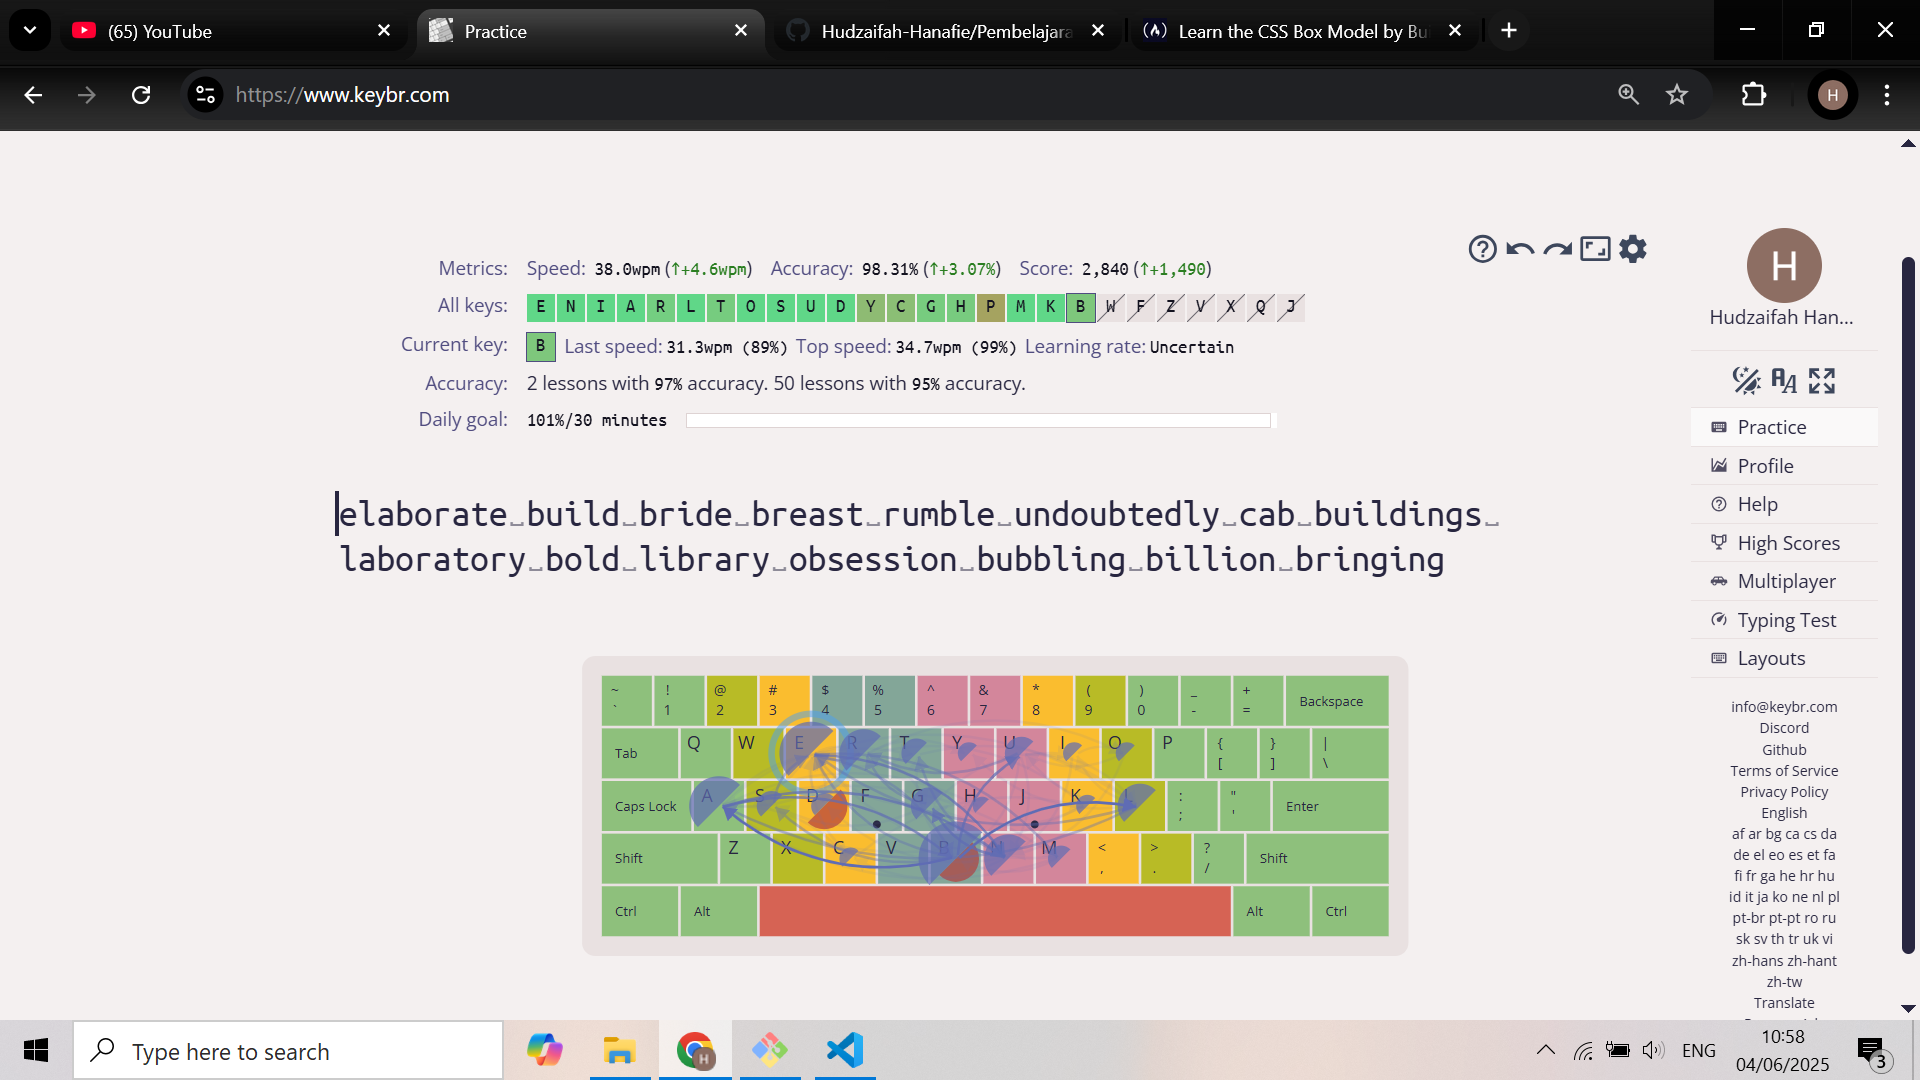 (65) YouTube
Practice
Hudzaifah-Hanafie/Pembelajara
Learn the CSS Box Model by Bu
https://www.keybr.com
H
Metrics: Speed: 38.0wpm (↑+4.6wpm) Accuracy: 98.31% (↑+3.07%) Score: 2,840 (↑+1,490)
All keys: E N I A R L T O S U D Y C G H P M K B W F Z V X Q J
Current key: B Last speed: 31.3wpm (89%) Top speed: 34.7wpm (99%) Learning rate: Uncertain
Accuracy: 2 lessons with 97% accuracy. 50 lessons with 95% accuracy.
Daily goal: 101%/30 minutes
elaborate␣build␣bride␣breast␣rumble␣undoubtedly␣cab␣buildings␣
laboratory␣bold␣library␣obsession␣bubbling␣billion␣bringing
~ ! @ # $ % ^ & * ( ) _ +
` 1 2 3 4 5 6 7 8 9 0 - = Backspace
Tab Q W E R T Y U I O P { } |
[ ] \
Caps Lock A S D F G H J K L : "
; ' Enter
Shift Z X C V B N M < > ?
, . / Shift
Ctrl Alt Alt Ctrl
H
Hudzaifah Han...
Practice
Profile
Help
High Scores
Multiplayer
Typing Test
Layouts
info@keybr.com
Discord
Github
Terms of Service
Privacy Policy
English
af ar bg ca cs da
de el eo es et fa
fi fr ga he hr hu
id it ja ko ne nl pl
pt-br pt-pt ro ru
sk sv th tr uk vi
zh-hans zh-hant
zh-tw
Translate
Type here to search
H
ENG
10:58
04/06/2025
3